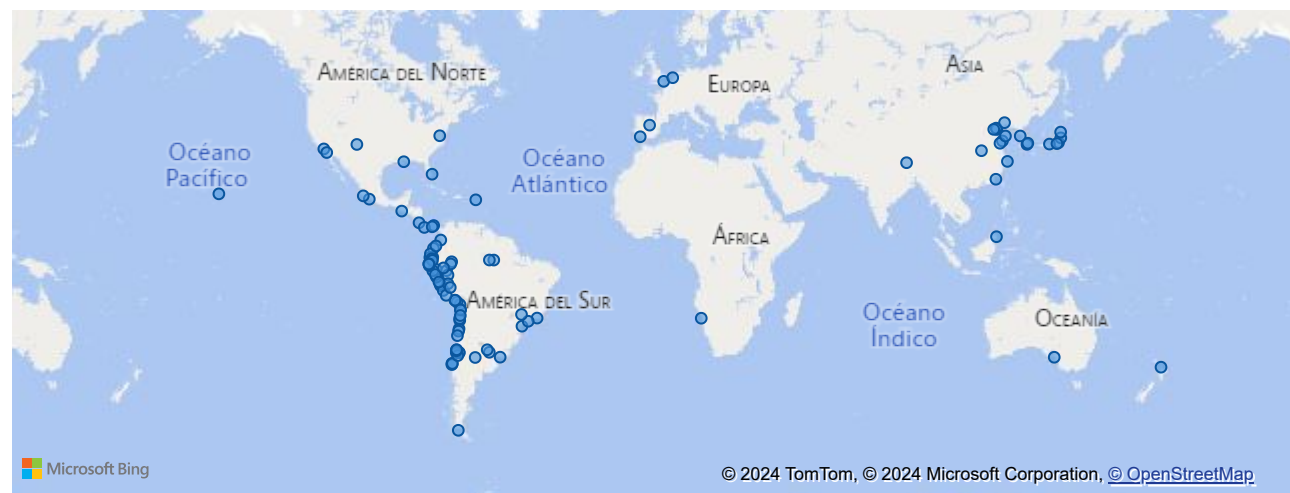 AMÉRICA DEL NORTE
EUROPA
ASIA
Océano
Pacífico
Océano
Atlántico
ÁFRICA
AMÉRICA DEL SUR
Océano
Índico
OCEANÍA
Microsoft Bing
© 2024 TomTom, © 2024 Microsoft Corporation, © OpenStreetMap